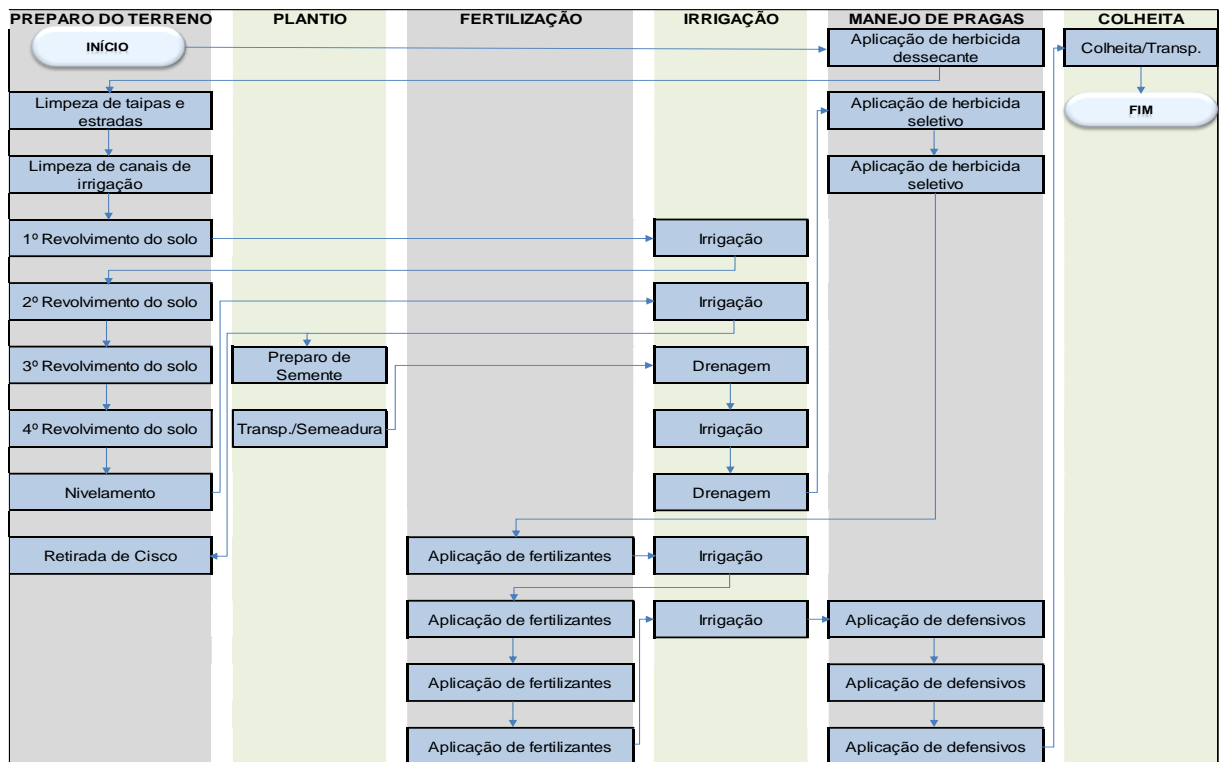 PREPARO DO TERRENO
PLANTIO
FERTILIZAÇÃO
IRRIGAÇÃO
MANEJO DE PRAGAS
COLHEITA
INÍCIO
Aplicação de herbicida
dessecante
Colheita/Transp.
Limpeza de taipas e
estradas
Aplicação de herbicida
seletivo
FIM
Limpeza de canais de
irrigação
Aplicação de herbicida
seletivo
1º Revolvimento do solo
Irrigação
2º Revolvimento do solo
Irrigação
3º Revolvimento do solo
Preparo de
Semente
Drenagem
4º Revolvimento do solo
Transp./Semeadura
Irrigação
Nivelamento
Drenagem
Retirada de Cisco
Aplicação de fertilizantes
Irrigação
Aplicação de fertilizantes
Irrigação
Aplicação de defensivos
Aplicação de fertilizantes
Aplicação de defensivos
Aplicação de fertilizantes
Aplicação de defensivos